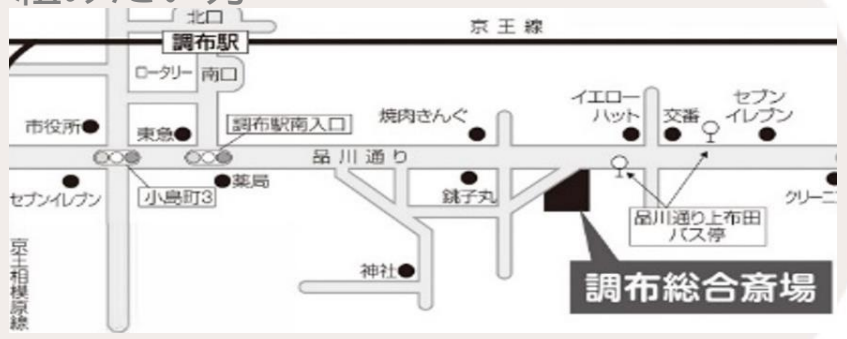 北口
京王線
調布駅
ロータリー
南口
イエロー
ハット
交番
セブン
イレブン
市役所
東急
調布駅南入口
焼肉きんぐ
品川通り
セブンイレブン
小島町3
薬局
銚子丸
品川通り上布田
バス停
クリーニ
神社
京王相模原線
調布総合斎場